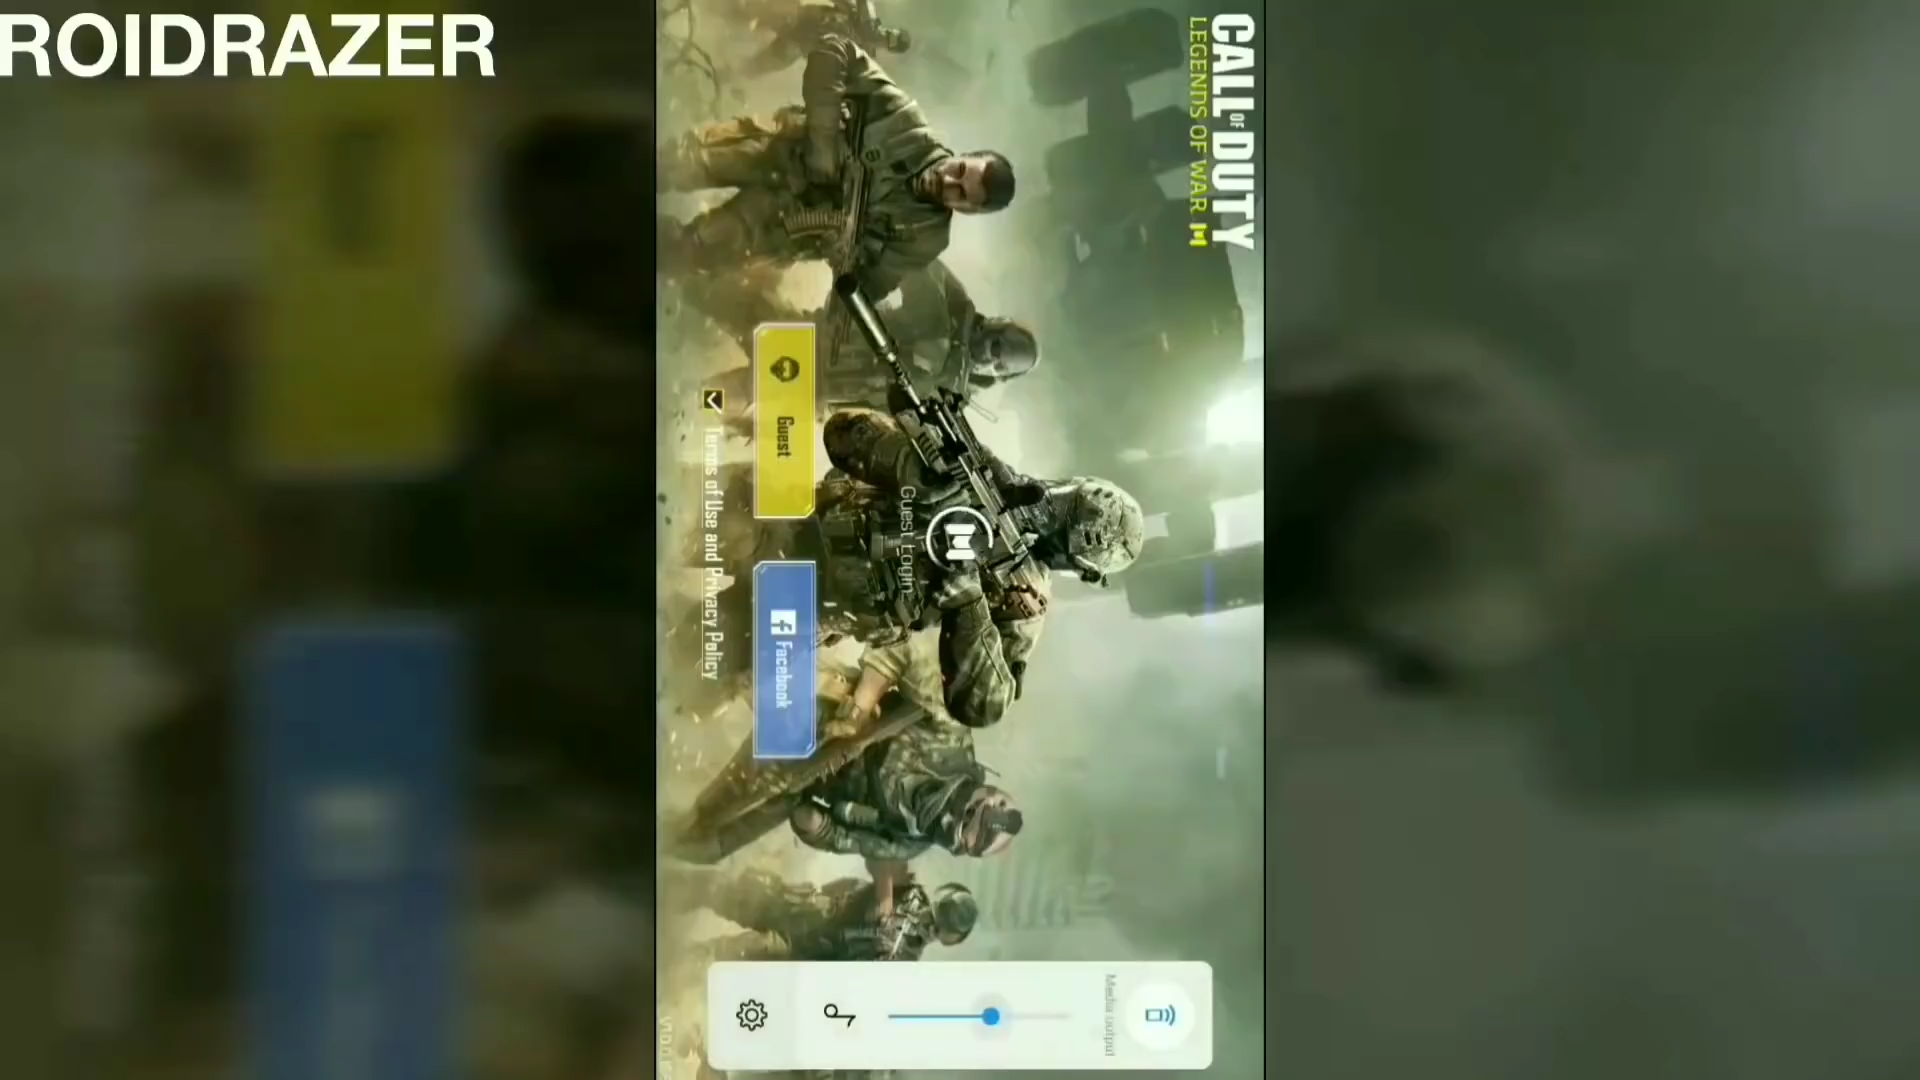 ROIDRAZER
CALL OF DUTY
LEGENDS OF WAR
Guest Login
Guest
Facebook
Terms of Use and Privacy Policy
Media output